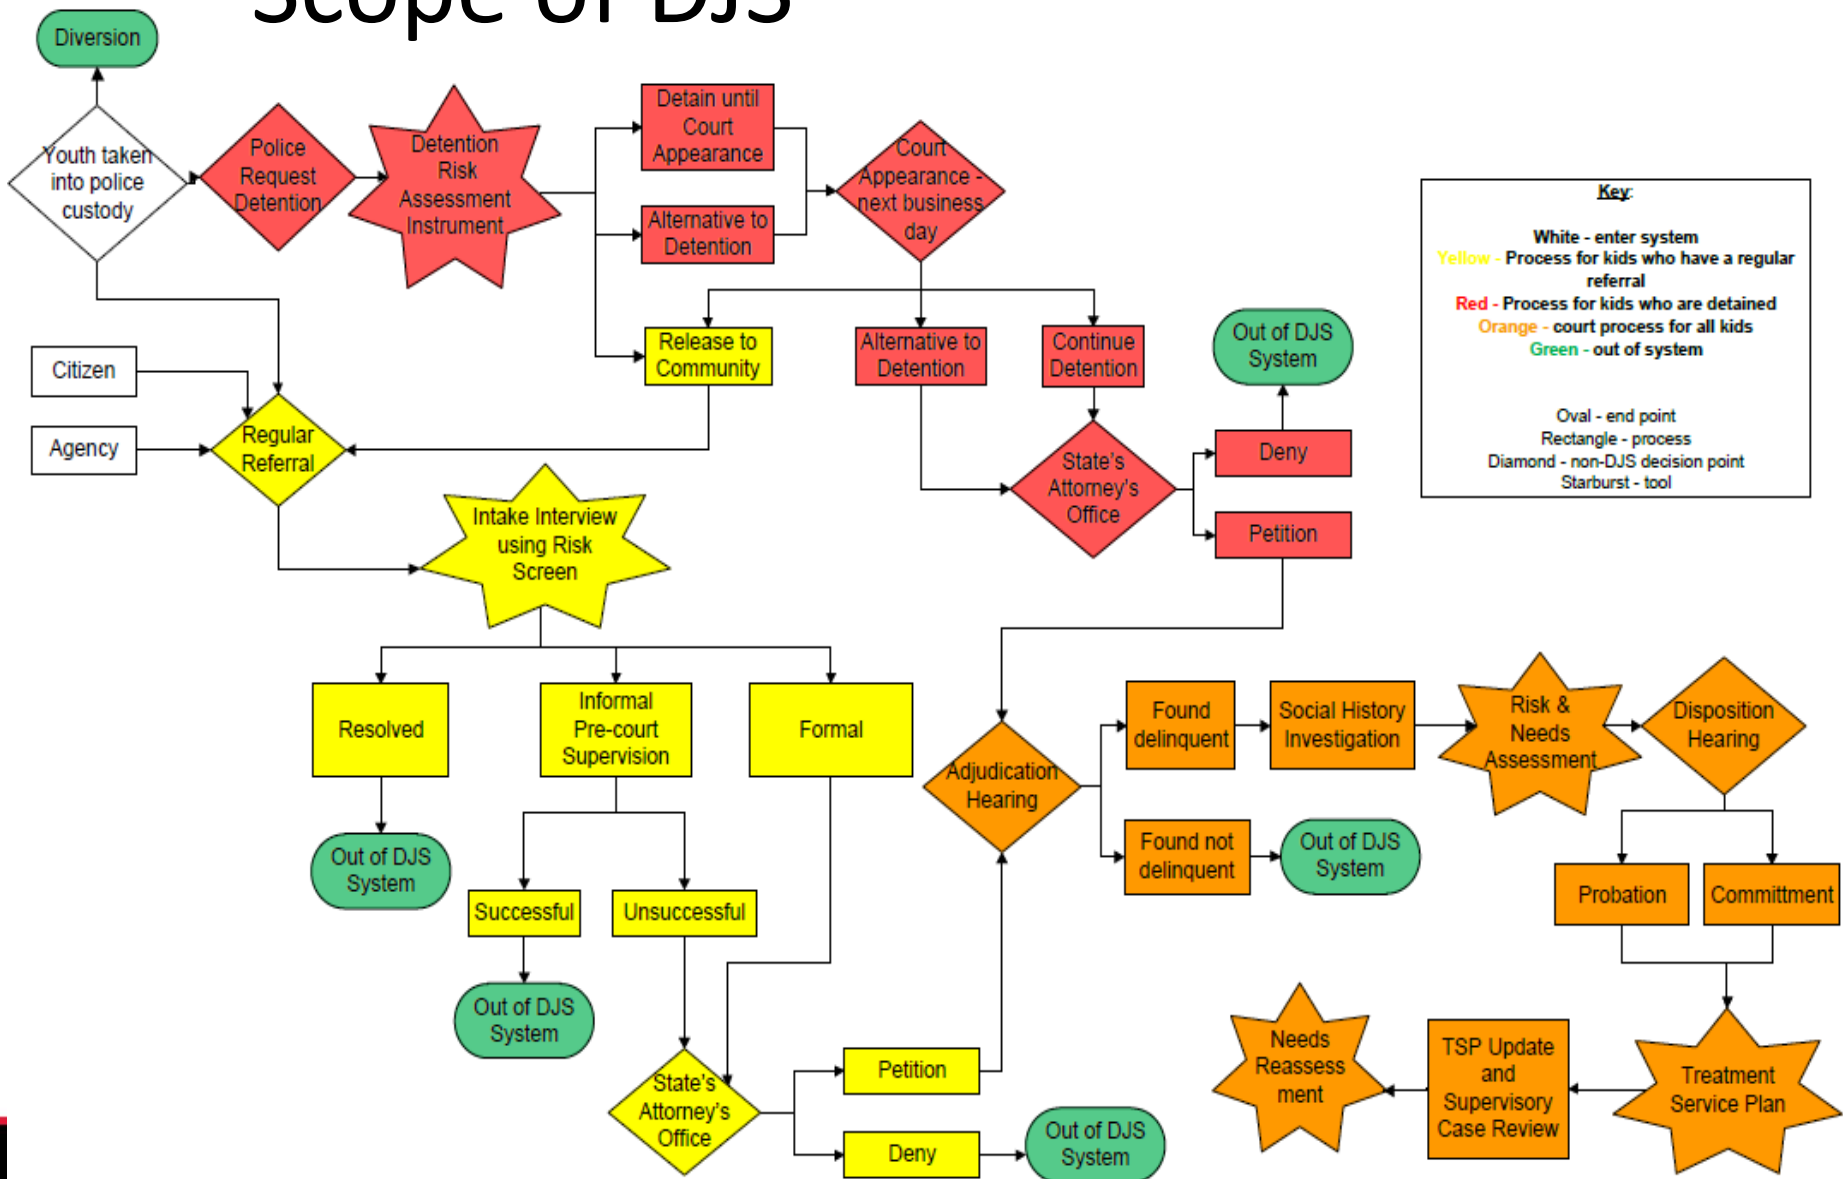 Scope of DJS
Diversion
Youth taken
into police
custody
Police
Request
Detention
Detention
Risk
Assessment
Instrument
Detain until
Court
Appearance
Alternative to
Detention
Court
Appearance -
next business
day
Key:
White - enter system
Yellow - Process for kids who have a regular
referral
Red - Process for kids who are detained
Orange - court process for all kids
Green - out of system
Oval - end point
Rectangle - process
Diamond - non-DJS decision point
Starburst - tool
Release to
Community
Alternative to
Detention
Continue
Detention
Out of DJS
System
Citizen
Agency
Regular
Referral
State's
Attorney's
Office
Deny
Petition
Intake Interview
using Risk
Screen
Resolved
Informal
Pre-court
Supervision
Formal
Adjudication
Hearing
Found
delinquent
Social History
Investigation
Risk &
Needs
Assessment
Disposition
Hearing
Found not
delinquent
Out of DJS
System
Out of DJS
System
Successful
Unsuccessful
Probation
Committment
Out of DJS
System
State's
Attorney's
Office
Petition
Deny
Out of DJS
System
Needs
Reassess
ment
TSP Update
and
Supervisory
Case Review
Treatment
Service Plan